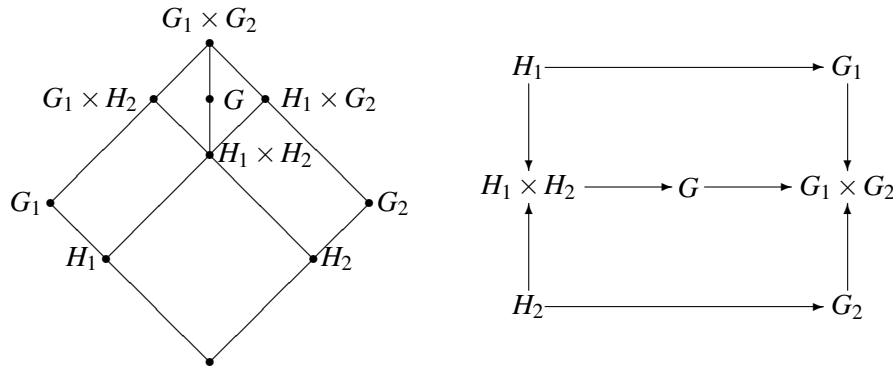 G₁ × G₂
G₁ × H₂ G H₁ × G₂
H₁ × H₂
G₁ G₂
H₁ H₂
H₁ G₁
H₁ × H₂ G G₁ × G₂
H₂ G₂